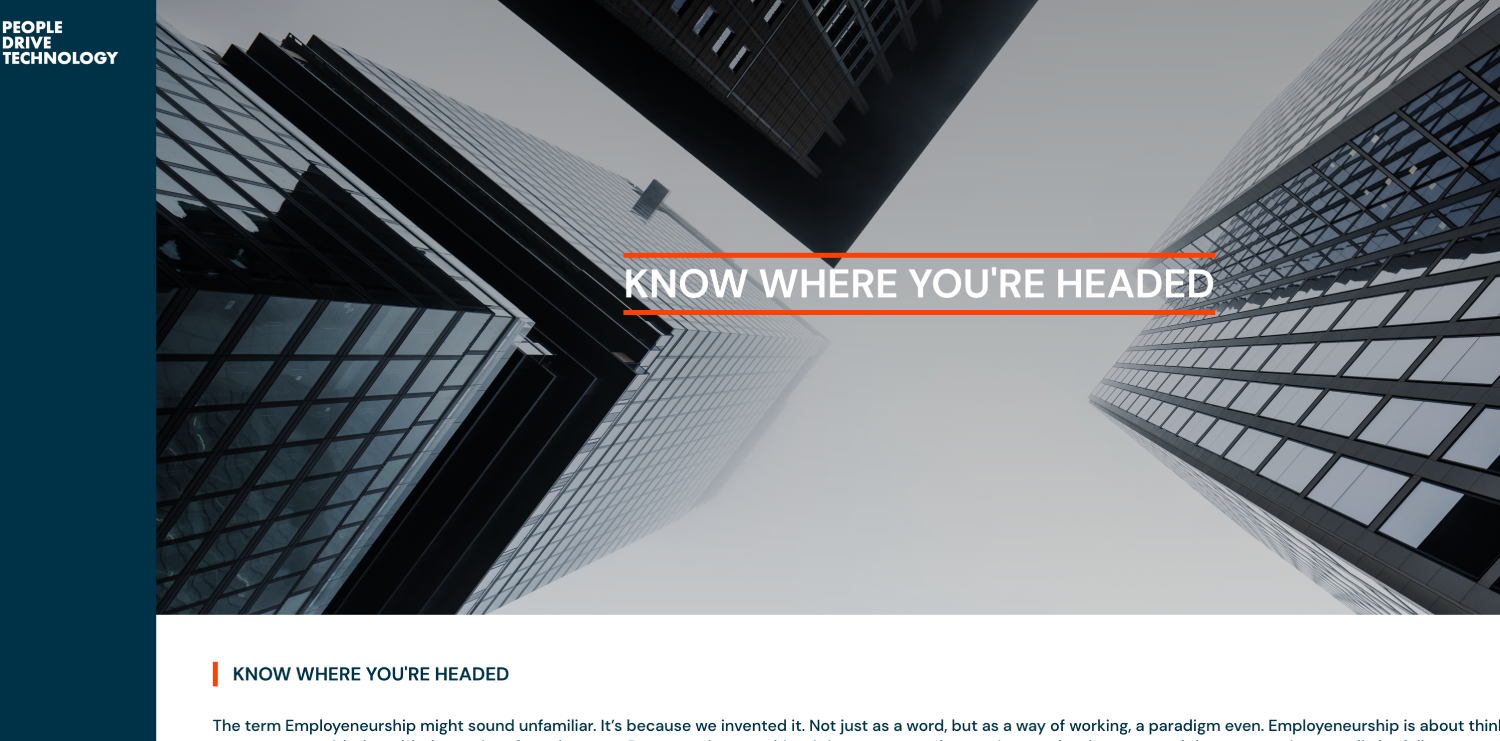 PEOPLE
DRIVE
TECHNOLOGY
KNOW WHERE YOU'RE HEADED
KNOW WHERE YOU'RE HEADED
The term Employeneurship might sound unfamiliar. It’s because we invented it. Not just as a word, but as a way of working, a paradigm even. Employeneurship is about